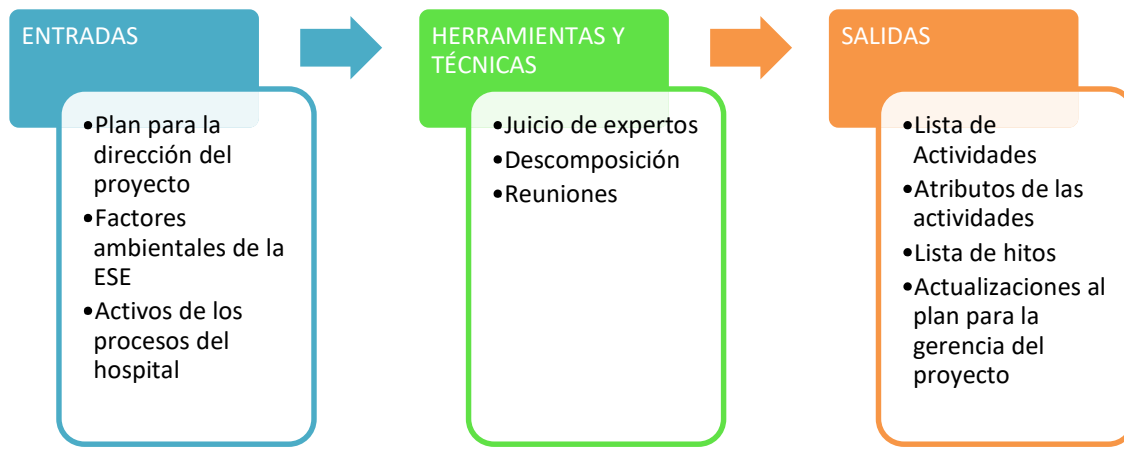 ENTRADAS
•Plan para la
dirección del
proyecto
•Factores
ambientales de la
ESE
•Activos de los
procesos del
hospital
HERRAMIENTAS Y
TÉCNICAS
•Juicio de expertos
•Descomposición
•Reuniones
SALIDAS
•Lista de
Actividades
•Atributos de las
actividades
•Lista de hitos
•Actualizaciones al
plan para la
gerencia del
proyecto